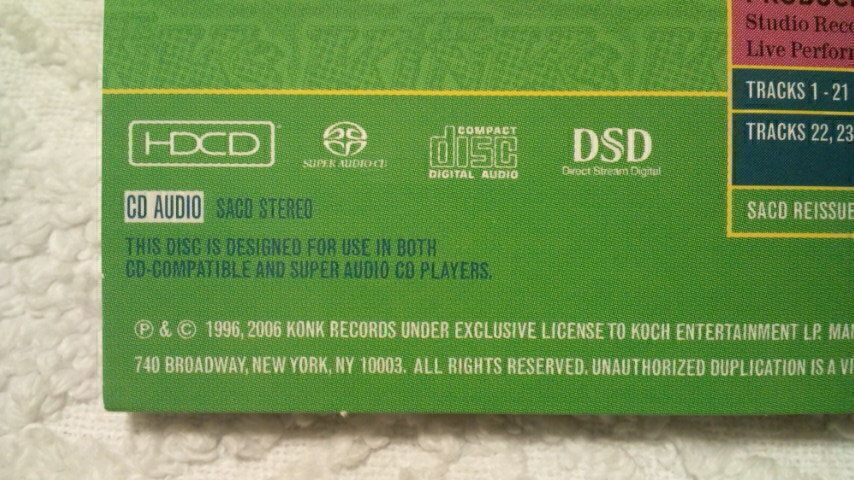 Studio Rec
Live Perfor
TRACKS 1 - 21
TRACKS 22, 23
SACD REISSUE
HDCD
SUPER AUDIO CD
COMPACT
disc
DIGITAL AUDIO
DSD
Direct Stream Digital
CD AUDIO SACD STEREO
THIS DISC IS DESIGNED FOR USE IN BOTH
CD-COMPATIBLE AND SUPER AUDIO CD PLAYERS.
℗ & © 1996, 2006 KONK RECORDS UNDER EXCLUSIVE LICENSE TO KOCH ENTERTAINMENT LP. MA
740 BROADWAY, NEW YORK, NY 10003. ALL RIGHTS RESERVED. UNAUTHORIZED DUPLICATION IS A VI